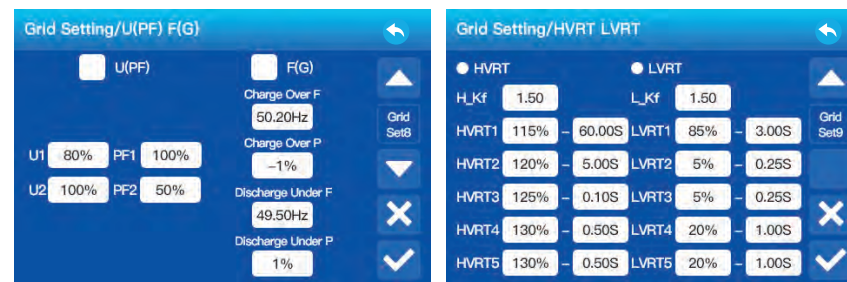 Grid Setting/U(PF) F(G)
U(PF) F(G)
Charge Over F
50.20Hz
Charge Over P
−1%
Discharge Under F
49.50Hz
Discharge Under P
1%
U1 80% PF1 100%
U2 100% PF2 50%
Grid
Set8
Grid Setting/HVRT LVRT
HVRT LVRT
H_Kf 1.50 L_Kf 1.50
HVRT1 115% – 60.00S LVRT1 85% – 3.00S
HVRT2 120% – 5.00S LVRT2 5% – 0.25S
HVRT3 125% – 0.10S LVRT3 5% – 0.25S
HVRT4 130% – 0.50S LVRT4 20% – 1.00S
HVRT5 130% – 0.50S LVRT5 20% – 1.00S
Grid
Set9